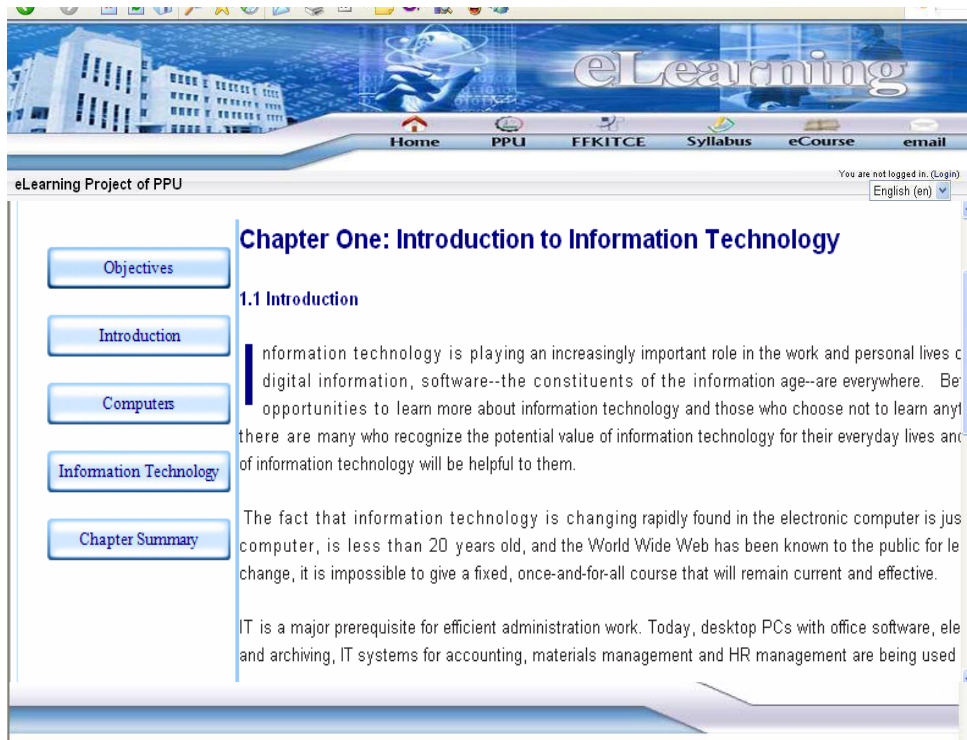 eLearning
Home PPU FFKITCE Syllabus eCourse email
You are not logged in. (Login)
eLearning Project of PPU
English (en)
Objectives
Introduction
Computers
Information Technology
Chapter Summary
Chapter One: Introduction to Information Technology
1.1 Introduction
Information technology is playing an increasingly important role in the work and personal lives
digital information, software--the constituents of the information age--are everywhere.
opportunities to learn more about information technology and those who choose not to learn
there are many who recognize the potential value of information technology for their everyday lives
of information technology will be helpful to them.
The fact that information technology is changing rapidly found in the electronic computer is
computer, is less than 20 years old, and the World Wide Web has been known to the public for
change, it is impossible to give a fixed, once-and-for-all course that will remain current and effective.
IT is a major prerequisite for efficient administration work. Today, desktop PCs with office software,
and archiving, IT systems for accounting, materials management and HR management are being used